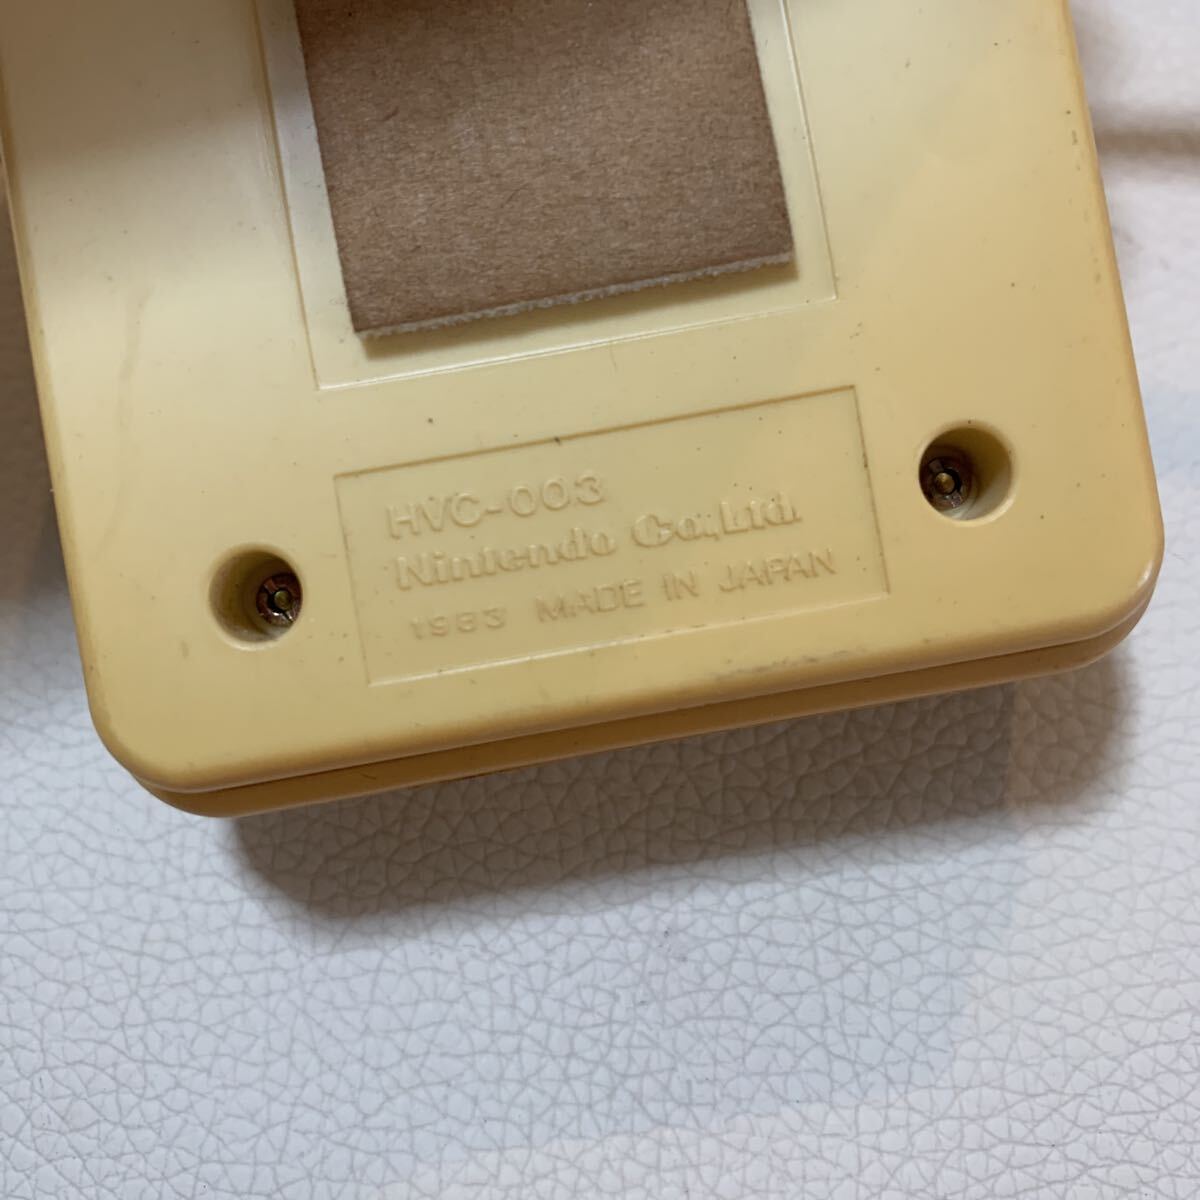 HVC-003
Nintendo Co.,Ltd.
1983 MADE IN JAPAN